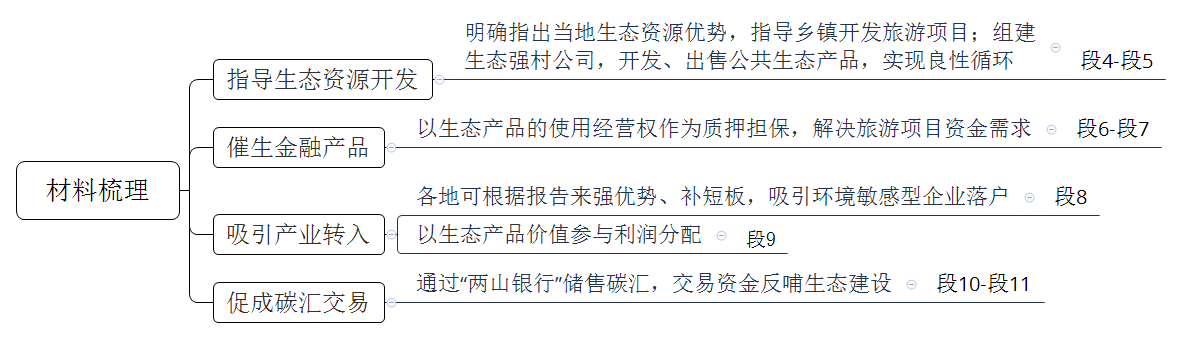 材料梳理
指导生态资源开发
明确指出当地生态资源优势，指导乡镇开发旅游项目；组建
生态强村公司，开发、出售公共生态产品，实现良性循环
段4-段5
催生金融产品
以生态产品的使用经营权作为质押担保，解决旅游项目资金需求
段6-段7
吸引产业转入
各地可根据报告来强优势、补短板，吸引环境敏感型企业落户
段8
以生态产品价值参与利润分配
段9
促成碳汇交易
通过“两山银行”储售碳汇，交易资金反哺生态建设
段10-段11